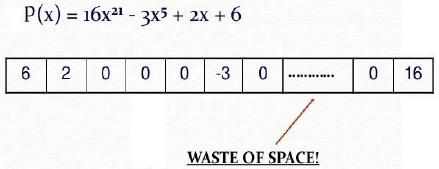 P(x) = 16x²¹ - 3x⁵ + 2x + 6
6 2 0 0 0 -3 0 ............ 0 16
WASTE OF SPACE!